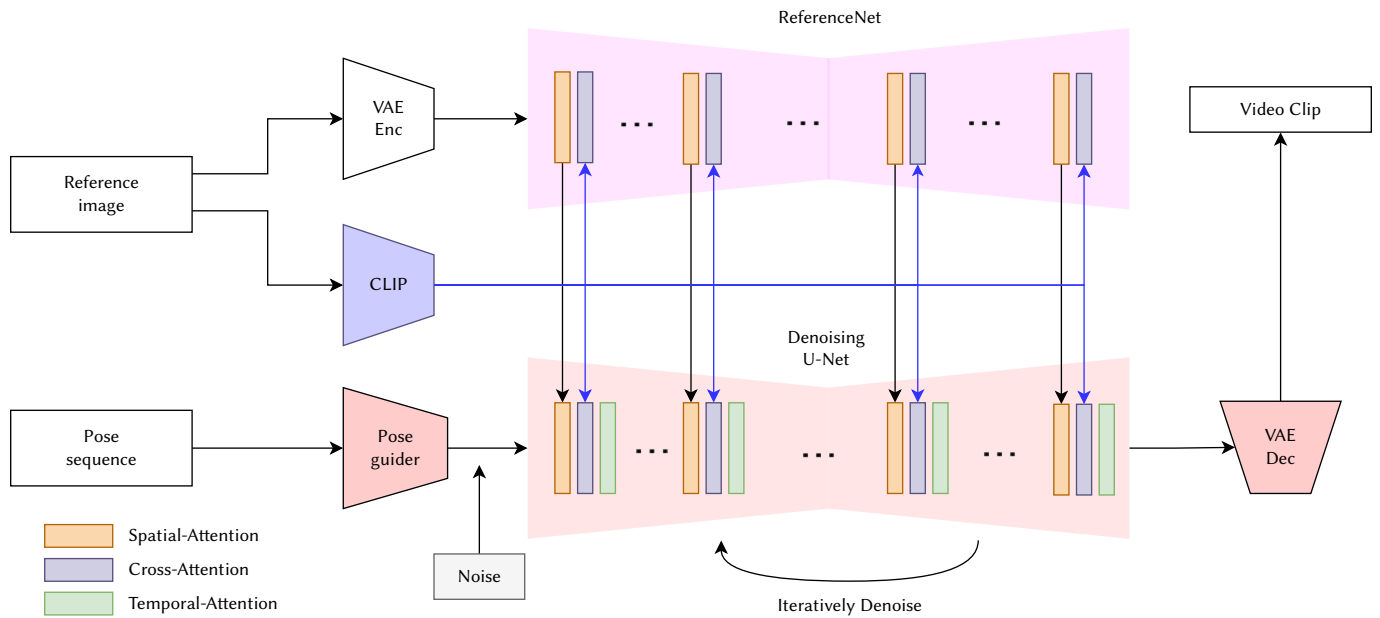 ReferenceNet
VAE
Enc
Video Clip
Reference
image
CLIP
Denoising
U-Net
Pose
sequence
Pose
guider
VAE
Dec
Spatial-Attention
Cross-Attention
Temporal-Attention
Noise
Iteratively Denoise